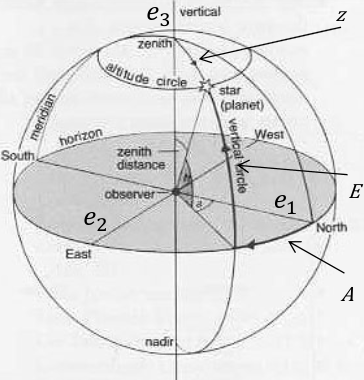 e₃
vertical
z
zenith
altitude circle
star
(planet)
meridian
horizon
vertical circle
West
South
zenith
distance
E
observer
h
a
e₁
e₂
North
East
A
nadir